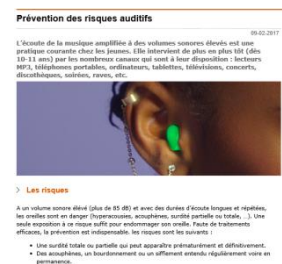 Prévention des risques auditifs
09-02-2017
L'écoute de la musique amplifiée à des volumes sonores élevés est une
pratique courante chez les jeunes. Elle intervient de plus en plus tôt (dès
10-11 ans) par les nombreux canaux qui sont à leur disposition : lecteurs
MP3, téléphones portables, ordinateurs, tablettes, télévisions, concerts,
discothèques, soirées, raves, etc.
> Les risques
A un volume sonore élevé (plus de 85 dB) et avec des durées d'écoute longues et répétées,
les oreilles sont en danger (hyperacousies, acouphènes, surdité partielle ou totale, ...). Une
seule exposition à ce risque suffit pour endommager son oreille. Faute de traitements
efficaces, la prévention est indispensable. les risques sont les suivants :
• Une surdité totale ou partielle qui peut apparaître prématurément et définitivement.
• Des acouphènes, un bourdonnement ou un sifflement entendu régulièrement voire en
permanence.